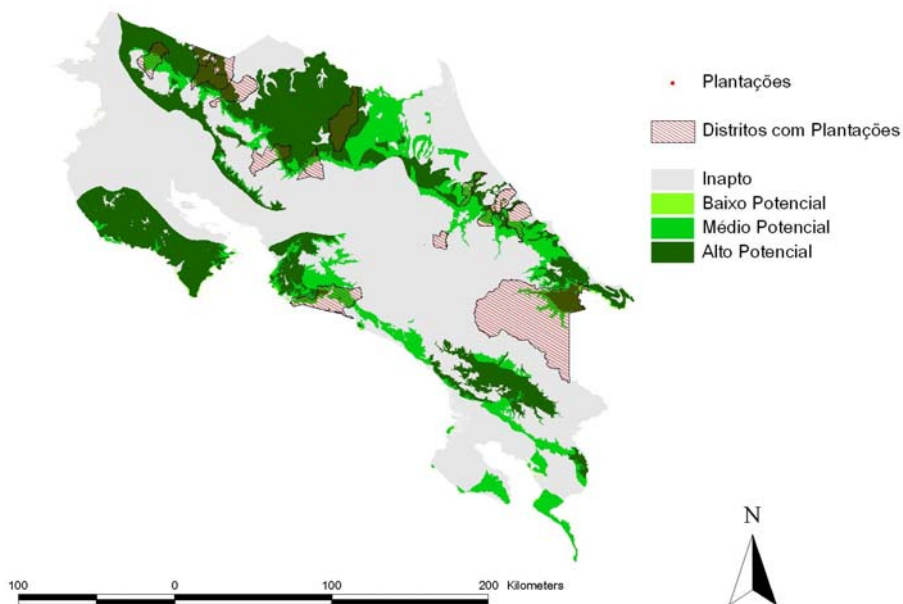 Plantações
Distritos com Plantações
Inapto
Baixo Potencial
Médio Potencial
Alto Potencial
N
100 0 100 200 Kilometers